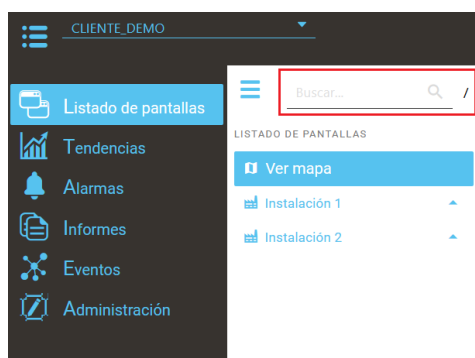 CLIENTE_DEMO
Listado de pantallas
Tendencias
Alarmas
Informes
Eventos
Administración
Buscar... /
LISTADO DE PANTALLAS
Ver mapa
Instalación 1
Instalación 2